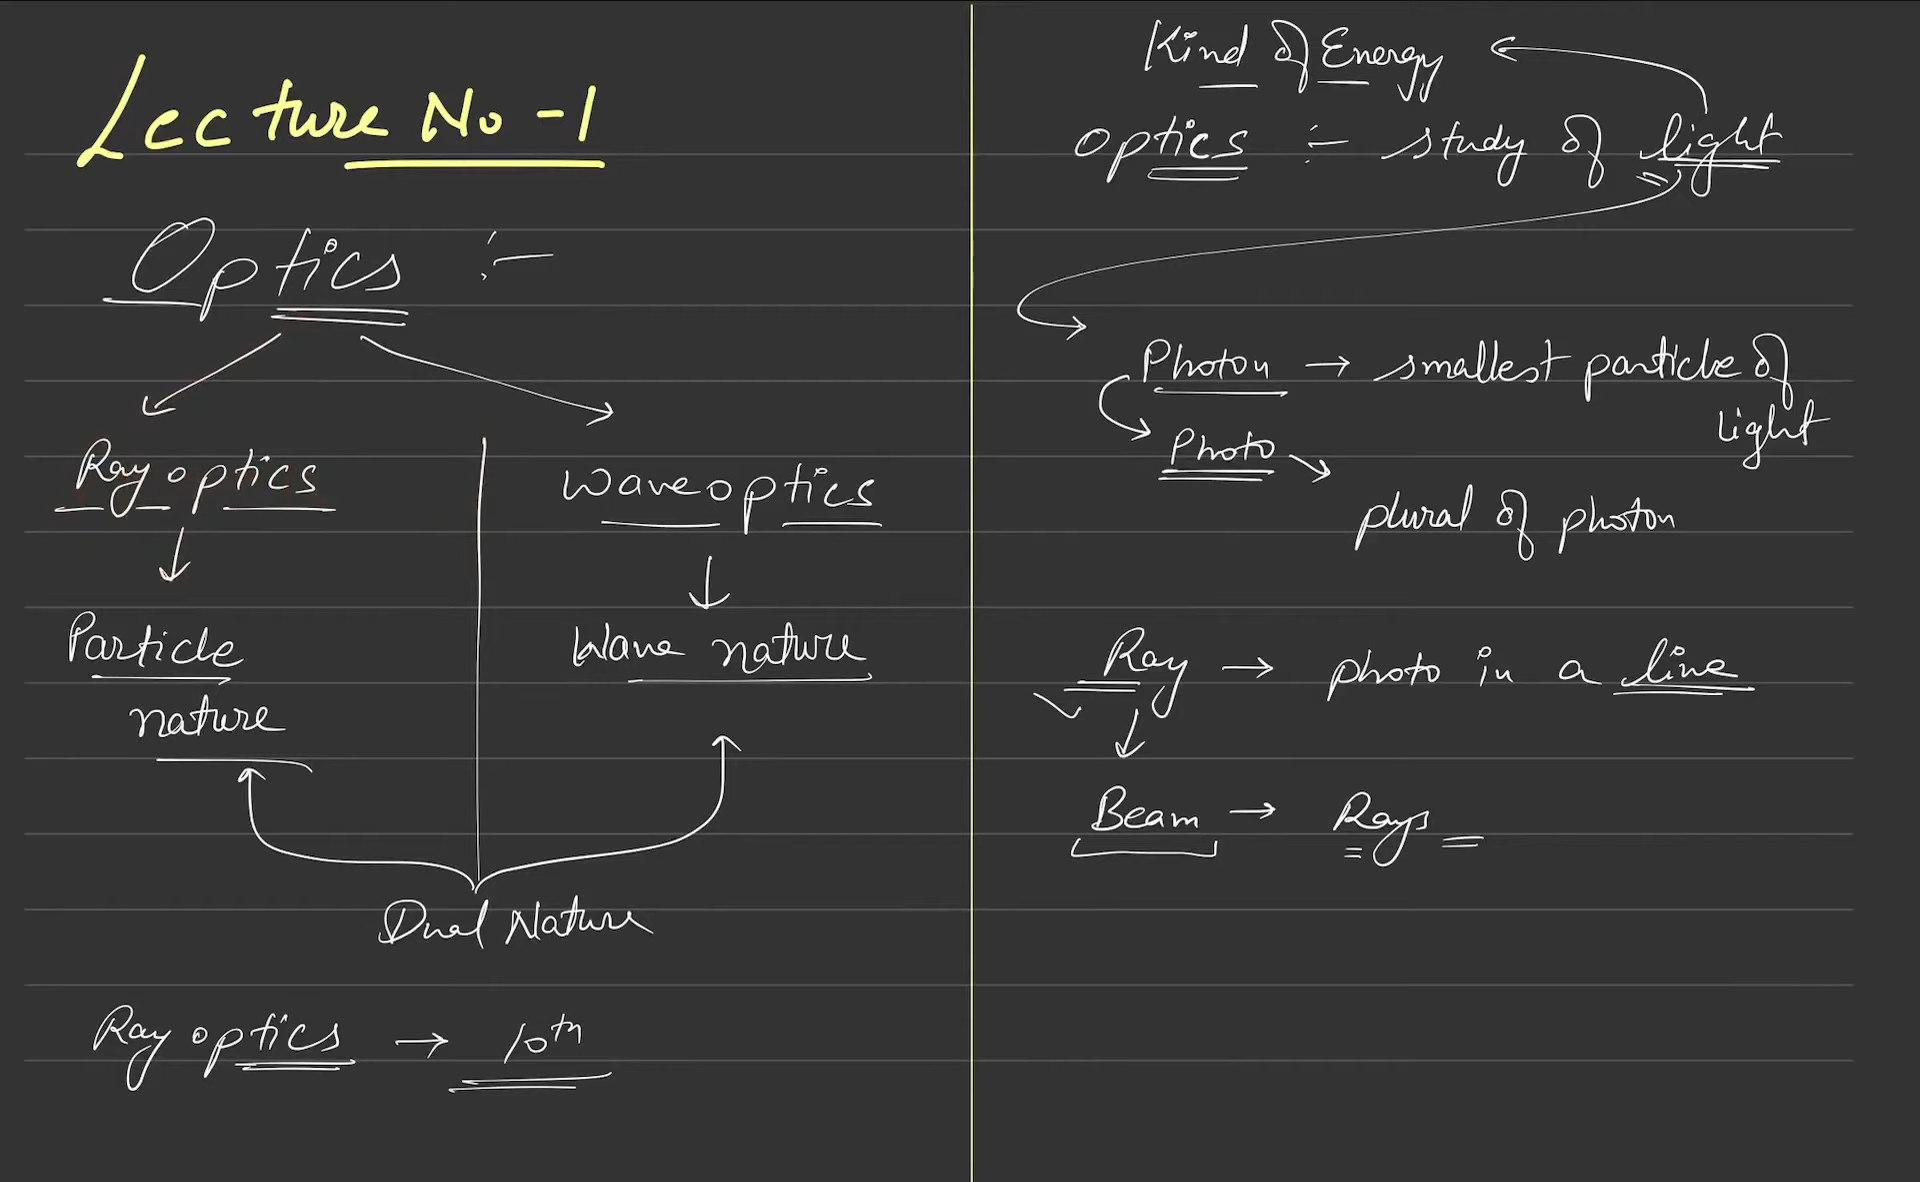 Lecture No -1
Optics :-
Ray optics
Wave optics
Particle
nature
Wave nature
Dual Nature
Ray optics → 10th
Kind of Energy
optics :- study of light
Photon → smallest particle of
light
Photo
plural of photon
Ray → photo in a line
Beam → Rays